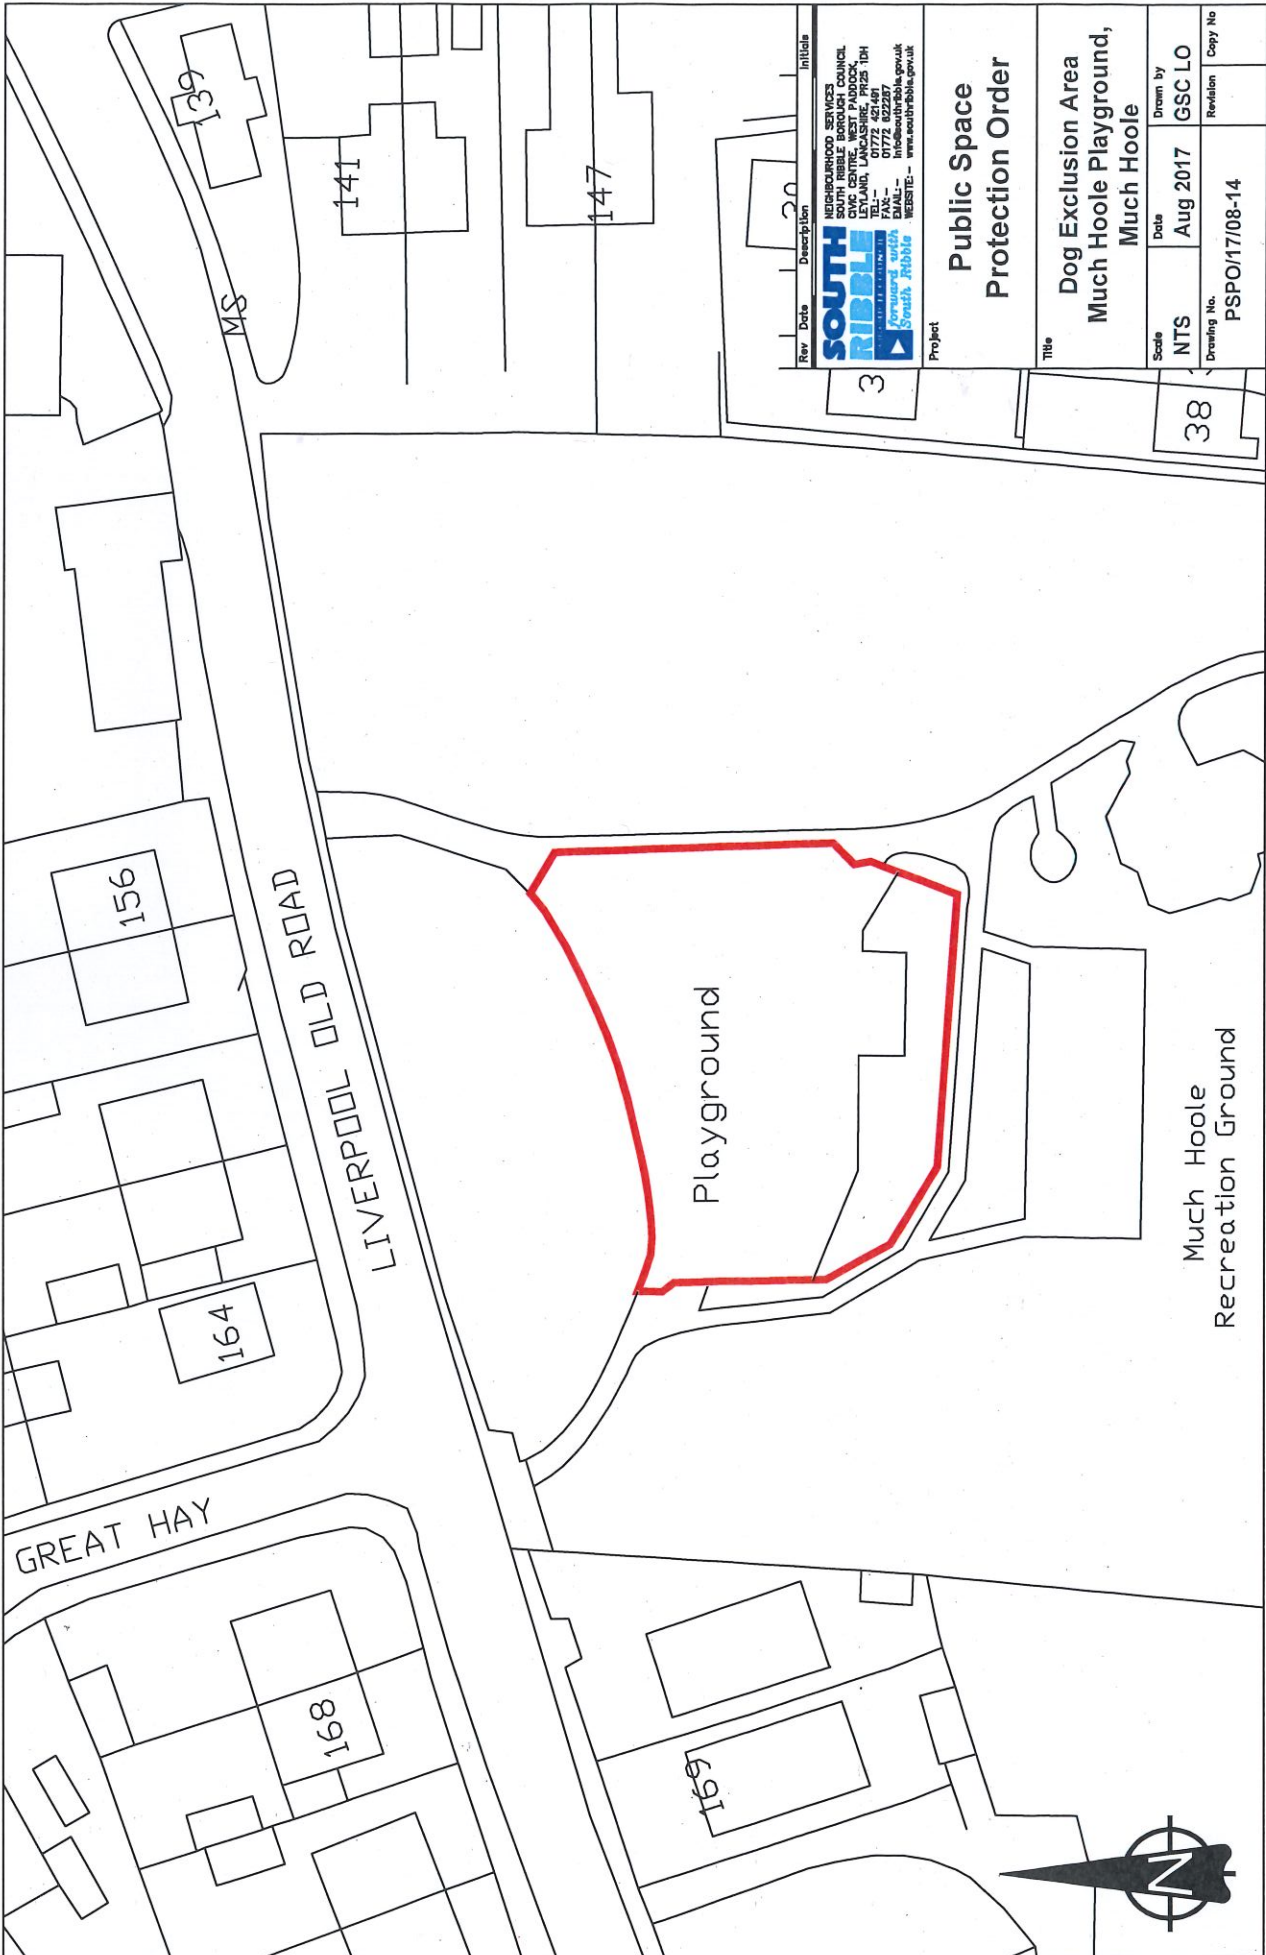 GREAT HAY
LIVERPOOL OLD ROAD
MS
139
141
147
156
164
168
169
38
Playground
Much Hoole
Recreation Ground
N
Rev Date Description Initials
SOUTH
RIBBLE
forward with
South Ribble
NEIGHBOURHOOD SERVICES
SOUTH RIBBLE BOROUGH COUNCIL
CIVIC CENTRE, WEST PADDOCK,
LEYLAND, LANCASHIRE, PR25 1DH
TEL:- 01772 421491
FAX:- 01772 622287
EMAIL:- info@southribble.gov.uk
WEBSITE:- www.southribble.gov.uk
Project
Public Space
Protection Order
Title
Dog Exclusion Area
Much Hoole Playground,
Much Hoole
Scale Date Drawn by
NTS Aug 2017 GSC LO
Drawing No. Revision Copy No
PSPO/17/08-14